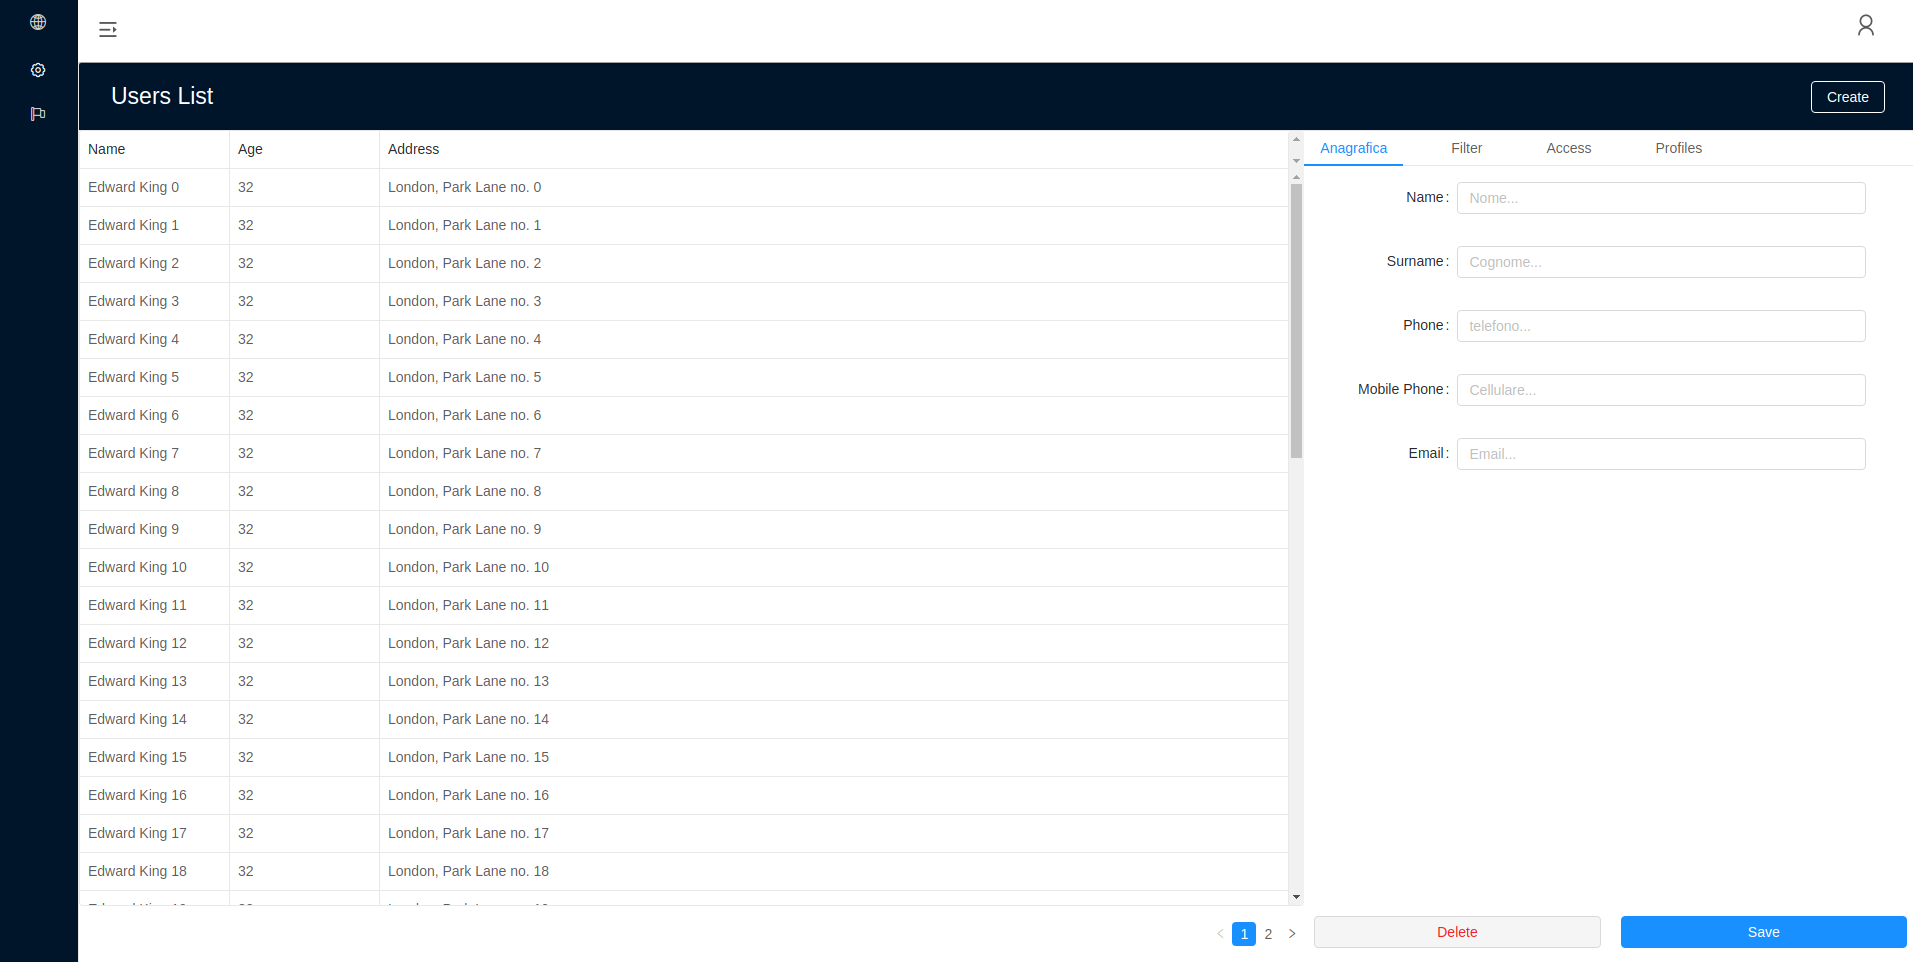 Users List
Create
Name Age Address
Edward King 0 32 London, Park Lane no. 0
Edward King 1 32 London, Park Lane no. 1
Edward King 2 32 London, Park Lane no. 2
Edward King 3 32 London, Park Lane no. 3
Edward King 4 32 London, Park Lane no. 4
Edward King 5 32 London, Park Lane no. 5
Edward King 6 32 London, Park Lane no. 6
Edward King 7 32 London, Park Lane no. 7
Edward King 8 32 London, Park Lane no. 8
Edward King 9 32 London, Park Lane no. 9
Edward King 10 32 London, Park Lane no. 10
Edward King 11 32 London, Park Lane no. 11
Edward King 12 32 London, Park Lane no. 12
Edward King 13 32 London, Park Lane no. 13
Edward King 14 32 London, Park Lane no. 14
Edward King 15 32 London, Park Lane no. 15
Edward King 16 32 London, Park Lane no. 16
Edward King 17 32 London, Park Lane no. 17
Edward King 18 32 London, Park Lane no. 18
1 2
Anagrafica Filter Access Profiles
Name: Nome...
Surname: Cognome...
Phone: telefono...
Mobile Phone: Cellulare...
Email: Email...
Delete Save